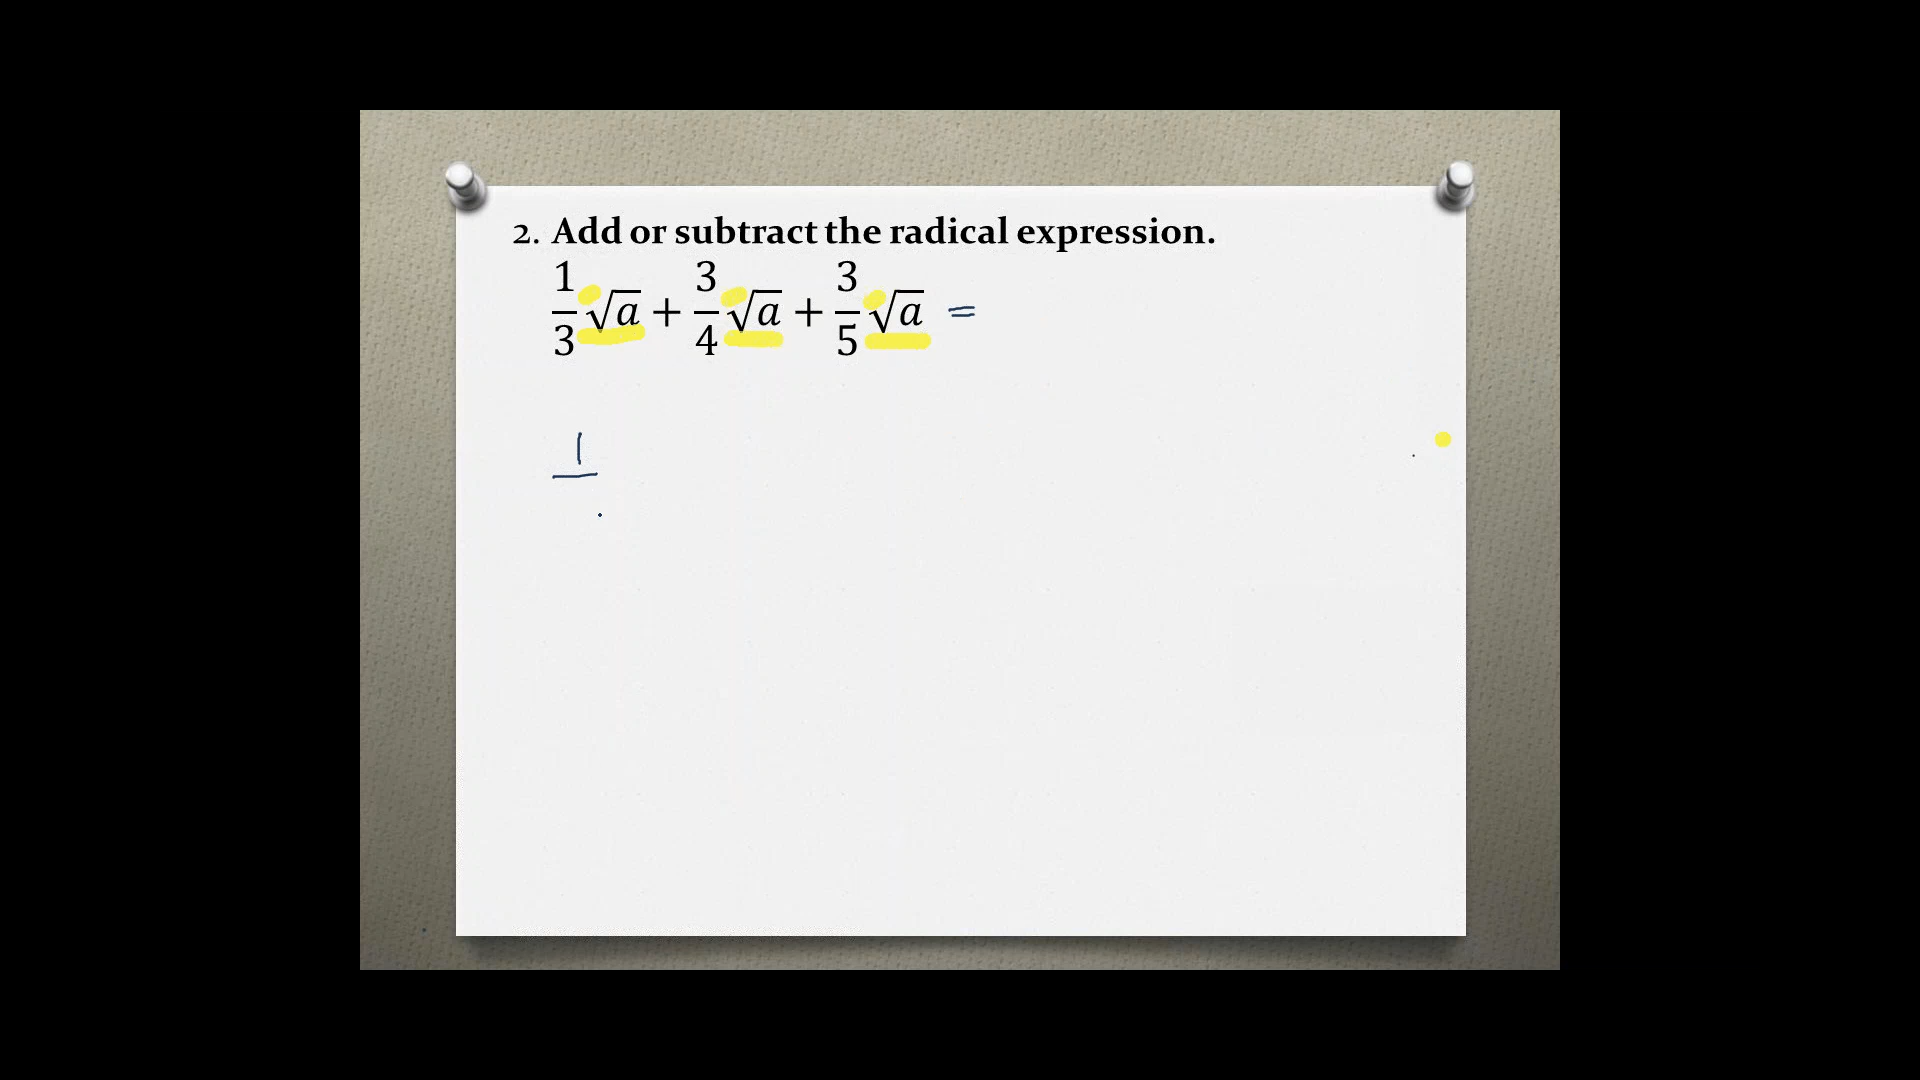 2. Add or subtract the radical expression.
1/3 √a + 3/4 √a + 3/5 √a =
1